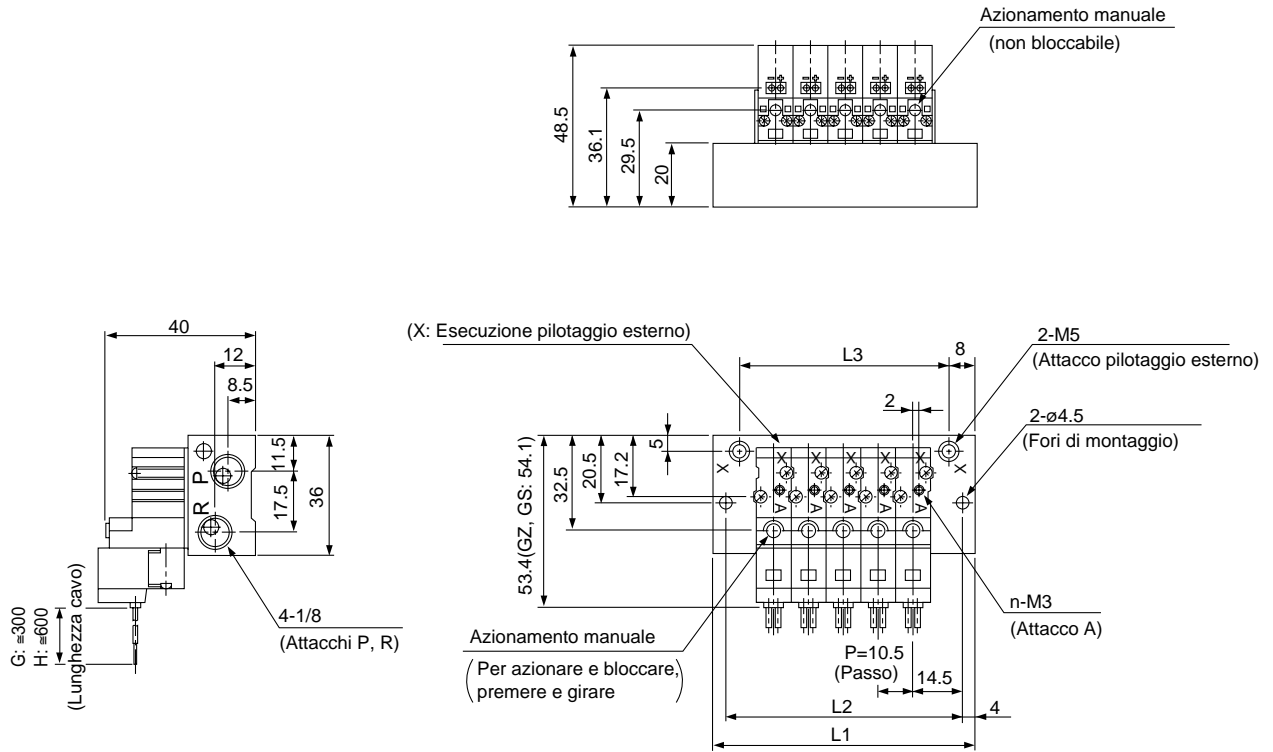 Azionamento manuale
(non bloccabile)
48.5
36.1
29.5
20
- + - + - + - + - +
40
12
8.5
11.5
17.5
36
P
R
G: ≅300
H: ≅600
(Lunghezza cavo)
4-1/8
(Attacchi P, R)
(X: Esecuzione pilotaggio esterno)
L3
8
2-M5
(Attacco pilotaggio esterno)
2
2-ø4.5
(Fori di montaggio)
5
17.2
20.5
32.5
53.4(GZ, GS: 54.1)
X X X X X X X
A A A A A
n-M3
(Attacco A)
Azionamento manuale
(Per azionare e bloccare,
premere e girare)
P=10.5
(Passo)
14.5
L2
4
L1